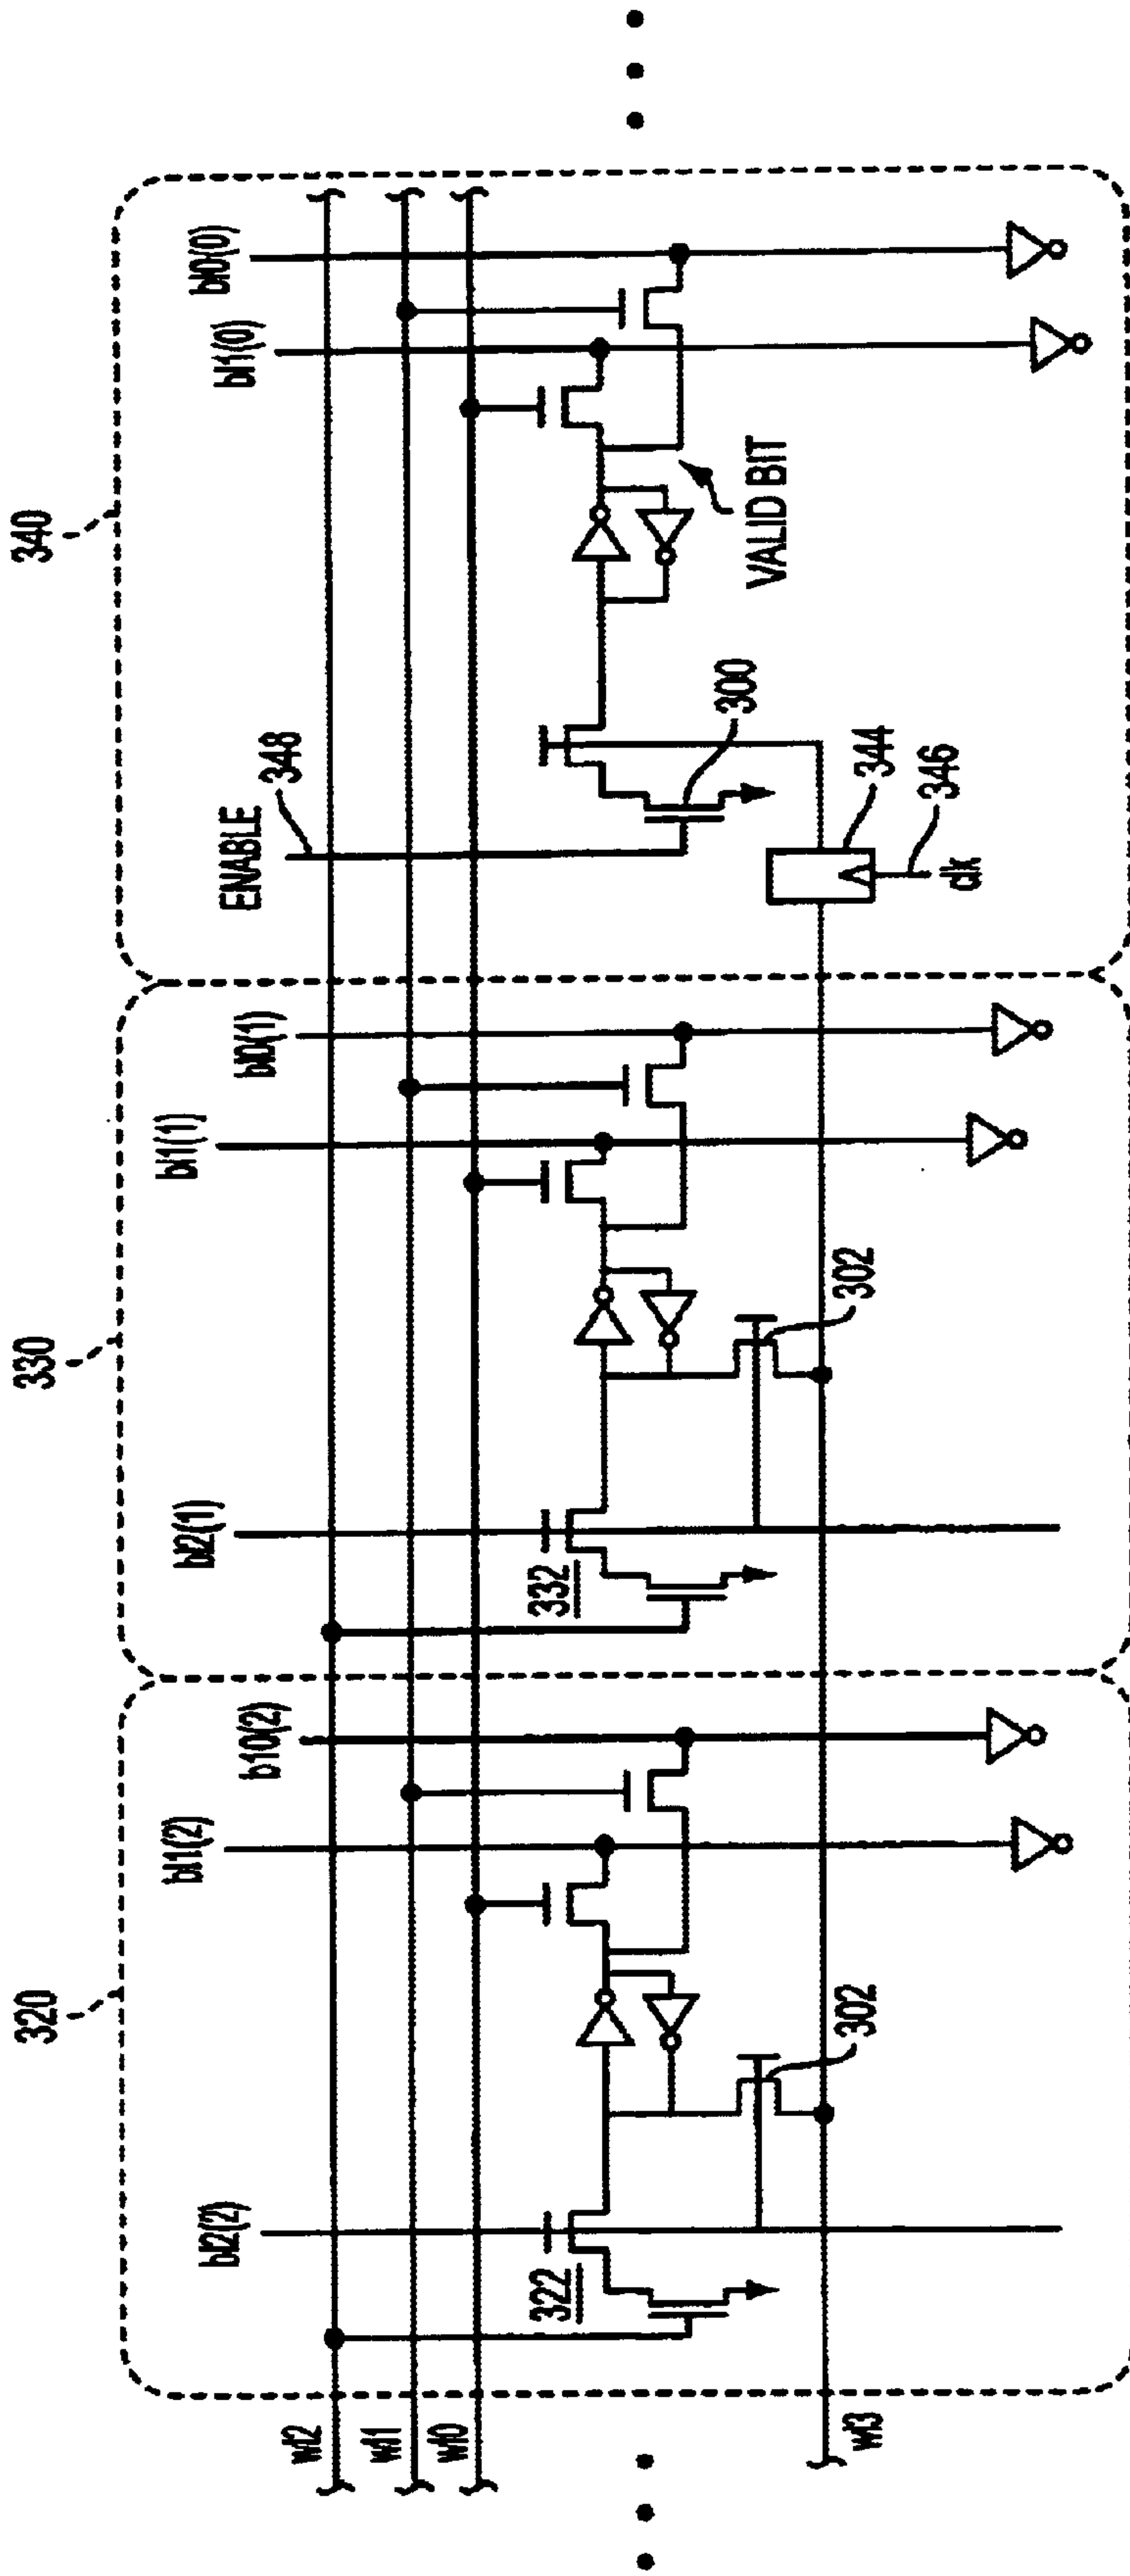 320
330
340
bl2(2)
bl1(2)
b10(2)
bl2(1)
bl1(1)
bl0(1)
ENABLE
348
bl1(0)
bl0(0)
wl2
wl1
wl0
322
332
302
302
300
VALID BIT
344
346
clk
wl3